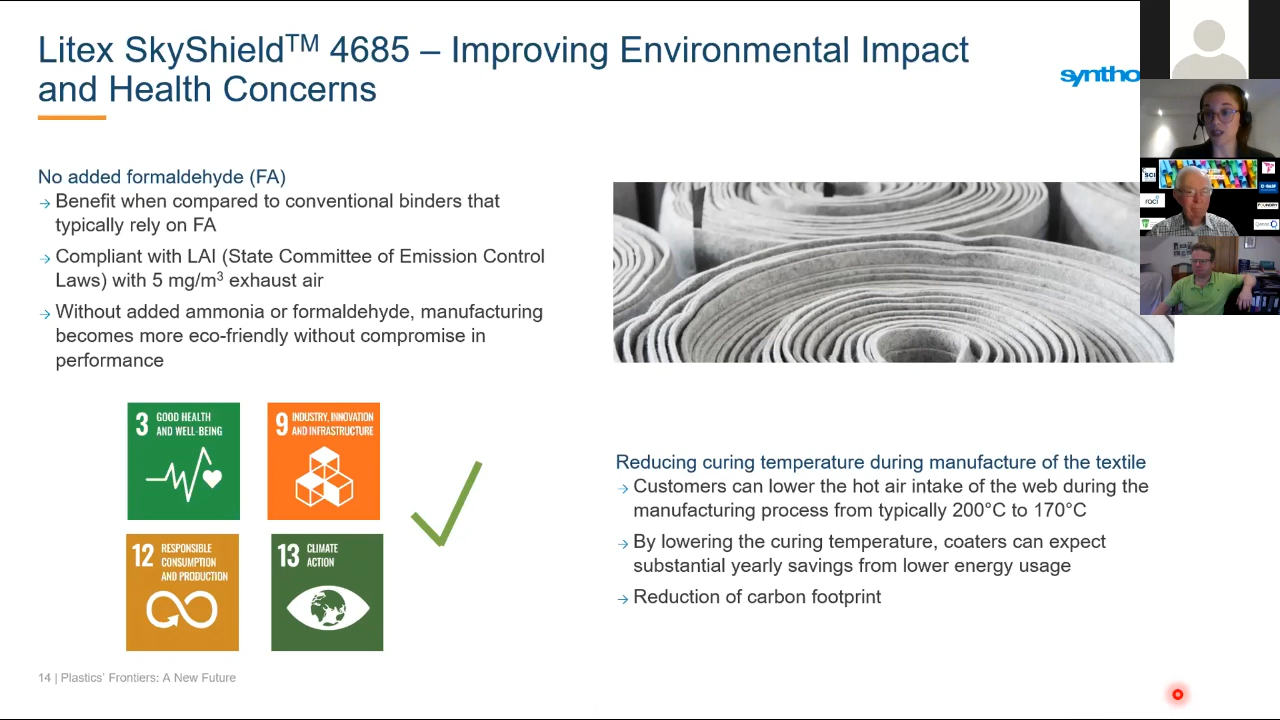 Litex SkyShield™ 4685 – Improving Environmental Impact
and Health Concerns
syntho
No added formaldehyde (FA)
→ Benefit when compared to conventional binders that
typically rely on FA
→ Compliant with LAI (State Committee of Emission Control
Laws) with 5 mg/m³ exhaust air
→ Without added ammonia or formaldehyde, manufacturing
becomes more eco-friendly without compromise in
performance
3 GOOD HEALTH
AND WELL-BEING
9 INDUSTRY, INNOVATION
AND INFRASTRUCTURE
12 RESPONSIBLE
CONSUMPTION
AND PRODUCTION
13 CLIMATE
ACTION
Reducing curing temperature during manufacture of the textile
→ Customers can lower the hot air intake of the web during the
manufacturing process from typically 200°C to 170°C
→ By lowering the curing temperature, coaters can expect
substantial yearly savings from lower energy usage
→ Reduction of carbon footprint
14 | Plastics' Frontiers: A New Future
SCI
raci